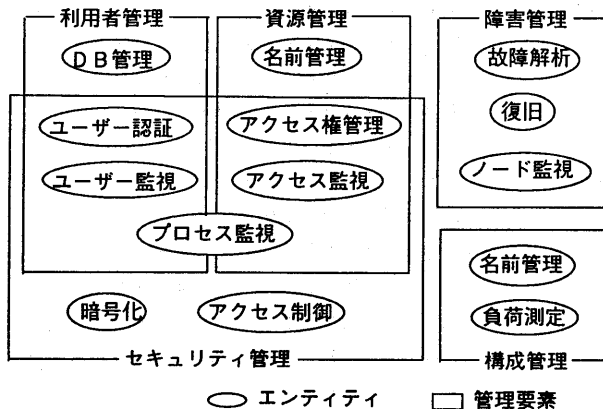 利用者管理
資源管理
障害管理
ＤＢ管理
名前管理
故障解析
ユーザー認証
アクセス権管理
復旧
ユーザー監視
アクセス監視
ノード監視
プロセス監視
名前管理
暗号化
アクセス制御
負荷測定
セキュリティ管理
構成管理
エンティティ
管理要素